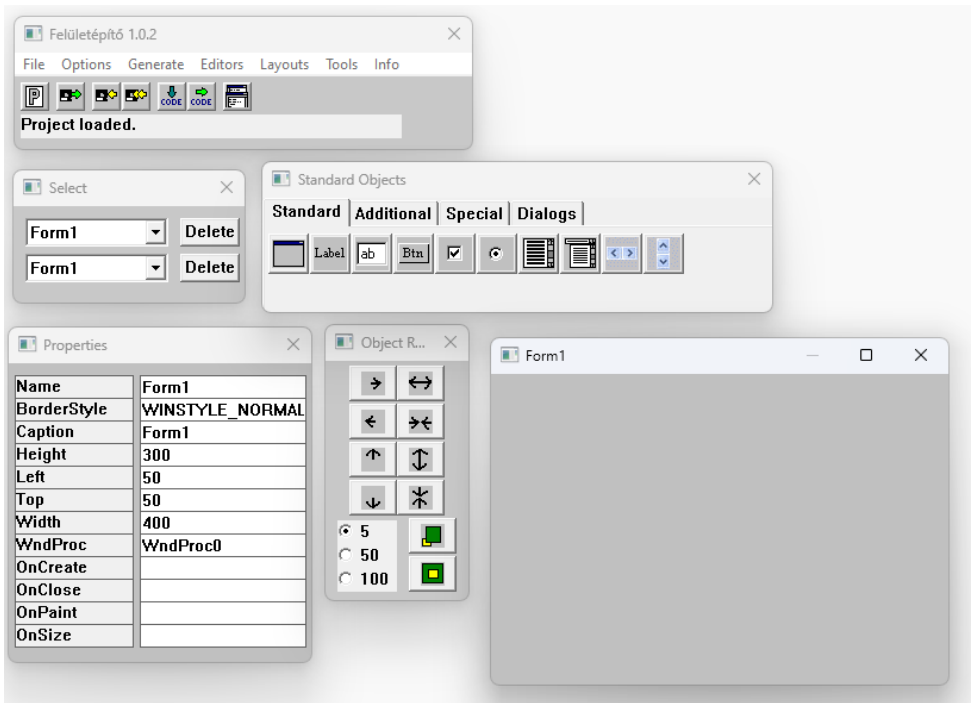 Felületépítő 1.0.2
File Options Generate Editors Layouts Tools Info
P CODE CODE
Project loaded.
Select
Form1 Delete
Form1 Delete
Standard Objects
Standard Additional Special Dialogs
Label ab Btn
Properties
Name Form1
BorderStyle WINSTYLE_NORMAL
Caption Form1
Height 300
Left 50
Top 50
Width 400
WndProc WndProc0
OnCreate
OnClose
OnPaint
OnSize
Object R...
5
50
100
Form1